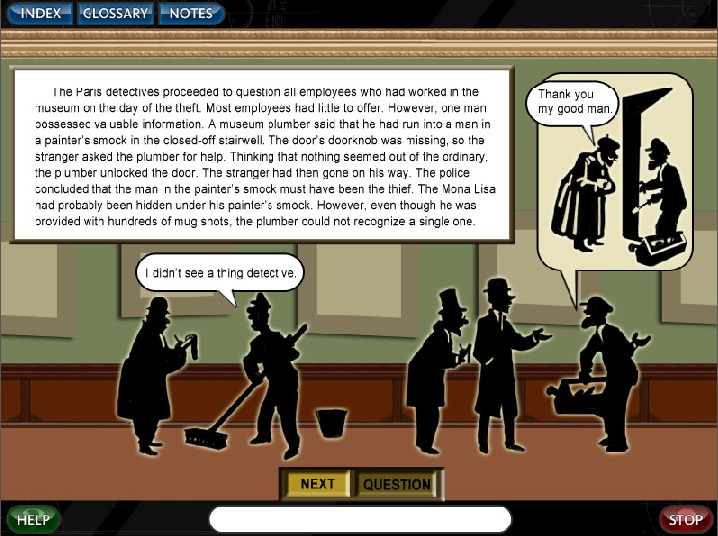 INDEX GLOSSARY NOTES
The Paris detectives proceeded to question all employees who had worked in the
museum on the day of the theft. Most employees had little to offer. However, one man
possessed valuable information. A museum plumber said that he had run into a man in
a painter's smock in the closed-off stairwell. The door's doorknob was missing, so the
stranger asked the plumber for help. Thinking that nothing seemed out of the ordinary,
the plumber unlocked the door. The stranger had then gone on his way. The police
concluded that the man in the painter's smock must have been the thief. The Mona Lisa
had probably been hidden under his painter's smock. However, even though he was
provided with hundreds of mug shots, the plumber could not recognize a single one.
Thank you
my good man.
I didn't see a thing detective.
NEXT QUESTION
HELP STOP